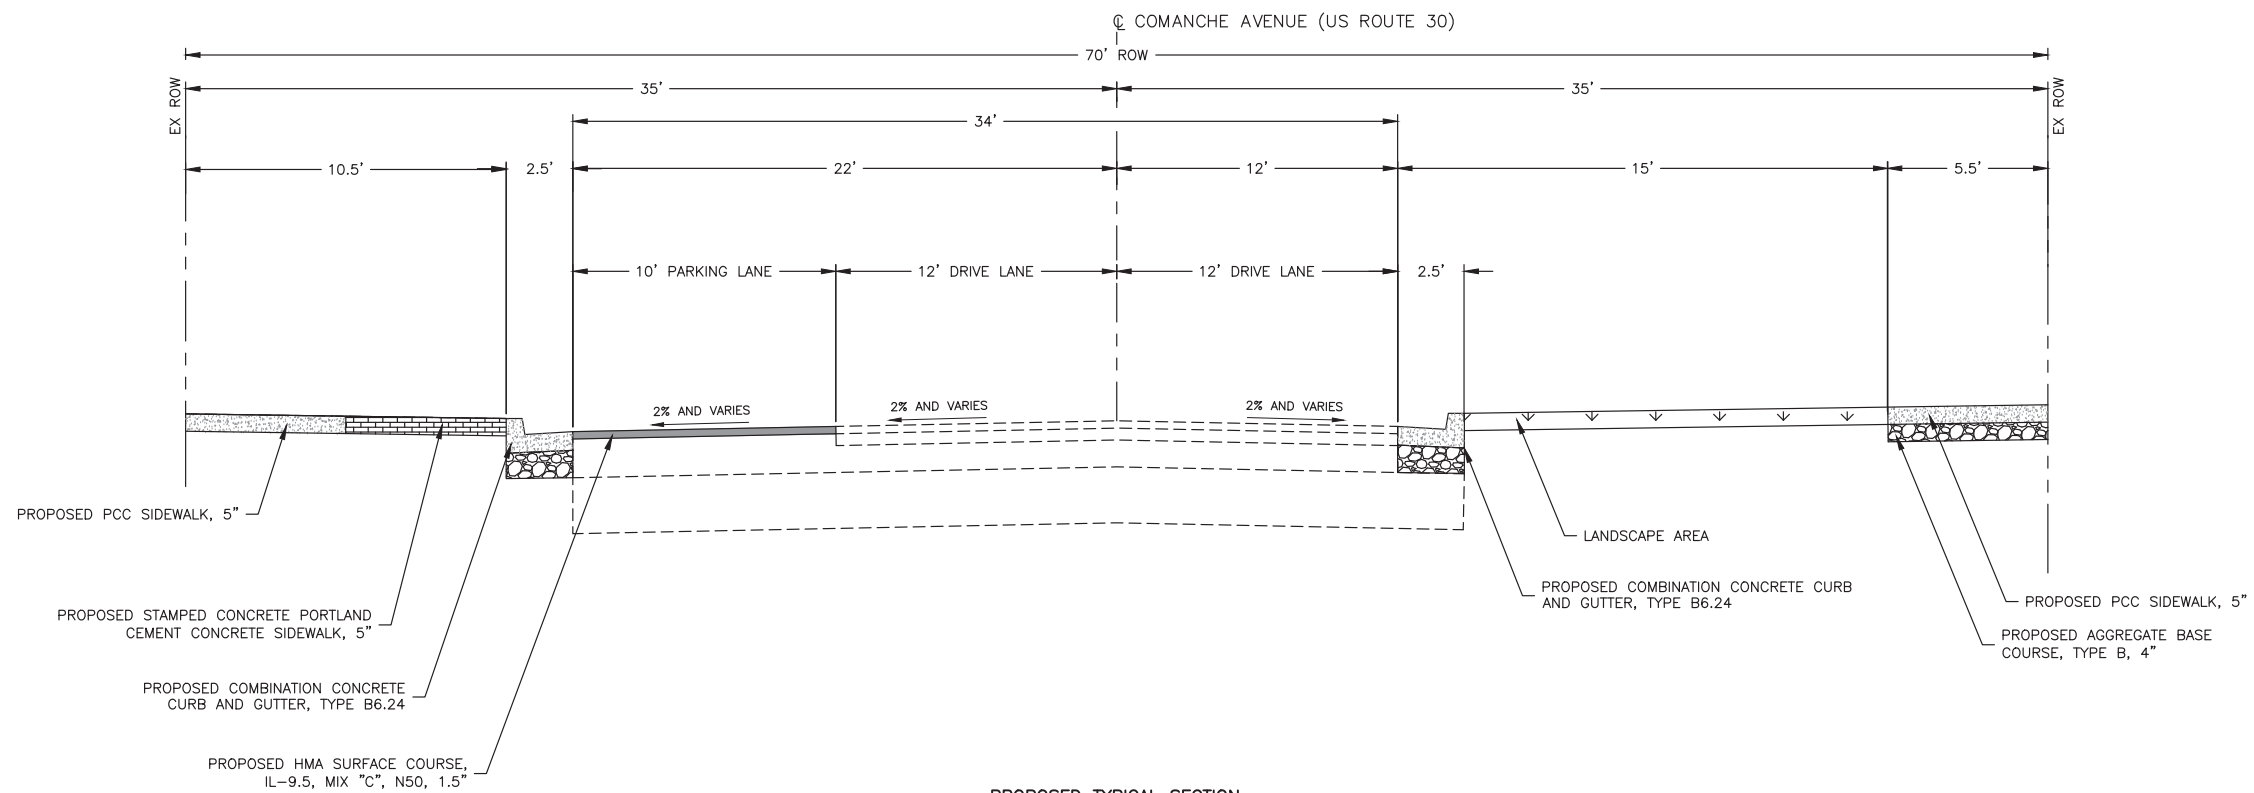 ℄ COMANCHE AVENUE (US ROUTE 30)
70' ROW
EX ROW
35'
35'
EX ROW
34'
10.5'
2.5'
22'
12'
15'
5.5'
10' PARKING LANE
12' DRIVE LANE
12' DRIVE LANE
2.5'
2% AND VARIES
2% AND VARIES
2% AND VARIES
PROPOSED PCC SIDEWALK, 5"
LANDSCAPE AREA
PROPOSED COMBINATION CONCRETE CURB
AND GUTTER, TYPE B6.24
PROPOSED PCC SIDEWALK, 5"
PROPOSED STAMPED CONCRETE PORTLAND
CEMENT CONCRETE SIDEWALK, 5"
PROPOSED AGGREGATE BASE
COURSE, TYPE B, 4"
PROPOSED COMBINATION CONCRETE
CURB AND GUTTER, TYPE B6.24
PROPOSED HMA SURFACE COURSE,
IL-9.5, MIX "C", N50, 1.5"
PROPOSED TYPICAL SECTION